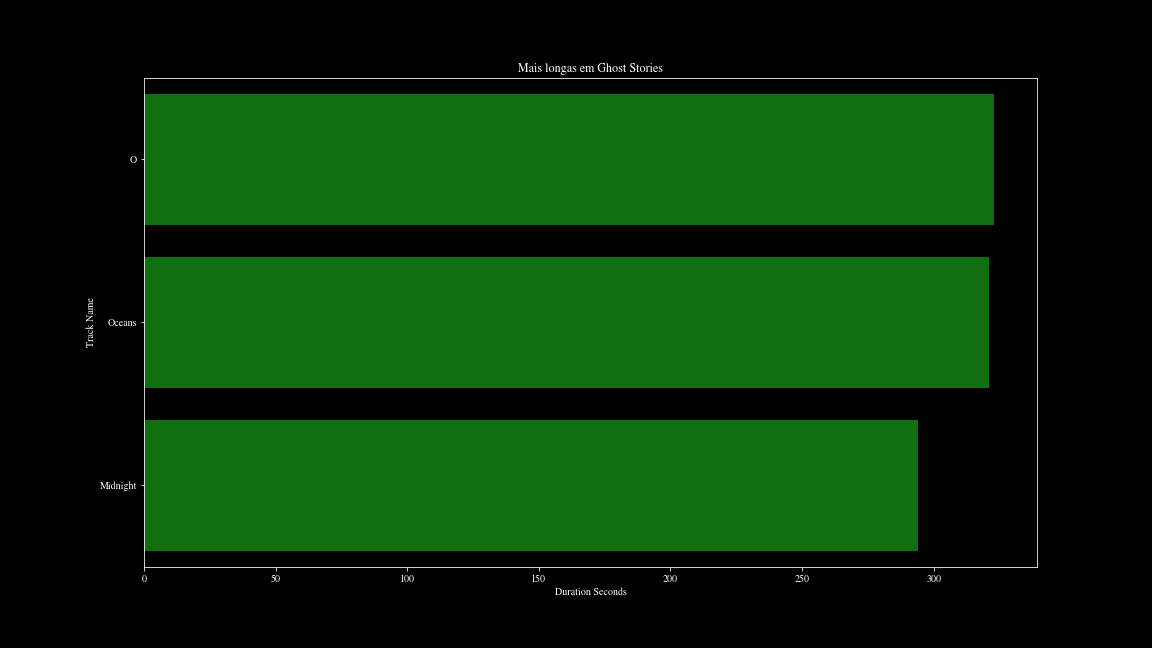 Mais longas em Ghost Stories
Track Name
O
Oceans
Midnight
0 50 100 150 200 250 300
Duration Seconds